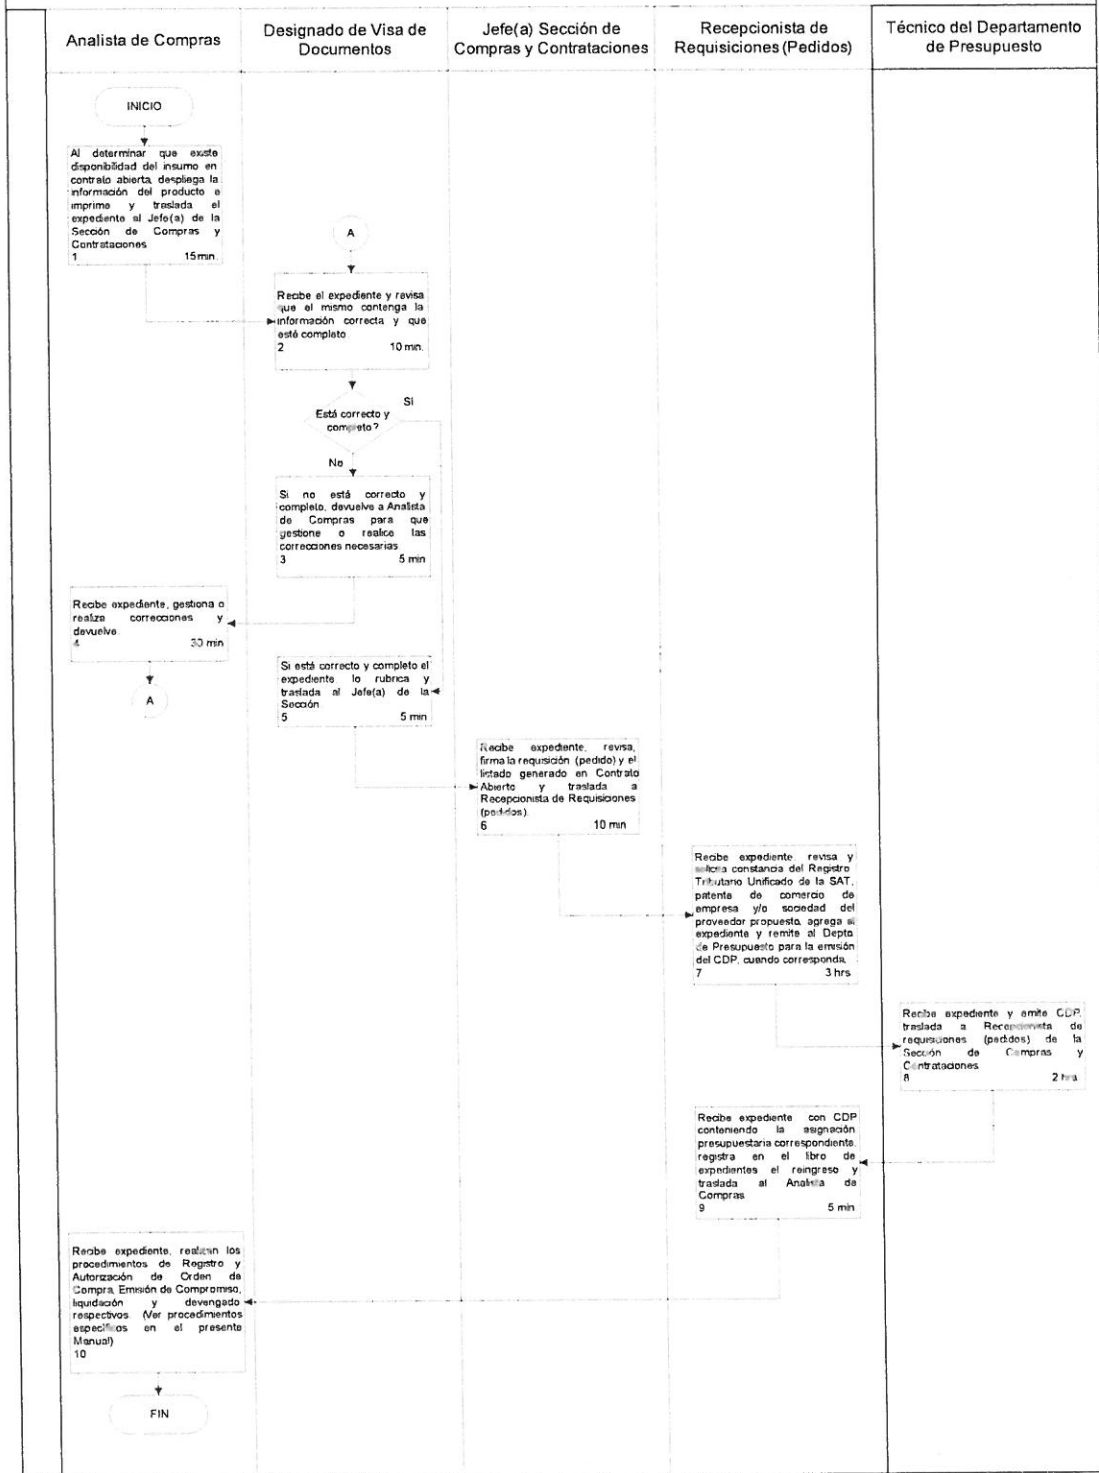 Analista de Compras
Designado de Visa de
Documentos
Jefe(a) Sección de
Compras y Contrataciones
Recepcionista de
Requisiciones (Pedidos)
Técnico del Departamento
de Presupuesto
INICIO
Al determinar que existe
disponibilidad del insumo en
contrato abierto, despliega la
información del producto e
imprime y traslada el
expediente al Jefe(a) de la
Sección de Compras y
Contrataciones
1 15 min.
A
Recibe el expediente y revisa
que el mismo contenga la
información correcta y que
esté completo
2 10 min.
Está correcto y
completo?
Si
No
Si no está correcto y
completo, devuelve a Analista
de Compras para que
gestione o realice las
correcciones necesarias
3 5 min
Recibe expediente, gestiona o
realiza correcciones y
devuelve
4 30 min
A
Si está correcto y completo el
expediente lo rubrica y
traslada al Jefe(a) de la
Sección
5 5 min
Recibe expediente, revisa,
firma la requisición (pedido) y el
listado generado en Contrato
Abierto y traslada a
Recepcionista de Requisiciones
(pedidos)
6 10 min
Recibe expediente, revisa y
solicita constancia del Registro
Tributario Unificado de la SAT,
patente de comercio de
empresa y/o sociedad del
proveedor propuesto, agrega al
expediente y remite al Depto
de Presupuesto para la emisión
del CDP, cuando corresponda.
7 3 hrs
Recibe expediente y emite CDP,
traslada a Recepcionista de
requisiciones (pedidos) de la
Sección de Compras y
Contrataciones
8 2 hrs
Recibe expediente con CDP
conteniendo la asignación
presupuestaria correspondiente,
registra en el libro de
expedientes el reingreso y
traslada al Analista de
Compras
9 5 min
Recibe expediente, realizan los
procedimientos de Registro y
Autorización de Orden de
Compra, Emisión de Compromiso,
liquidación y devengado
respectivos (Ver procedimientos
específicos en el presente
Manual)
10
FIN